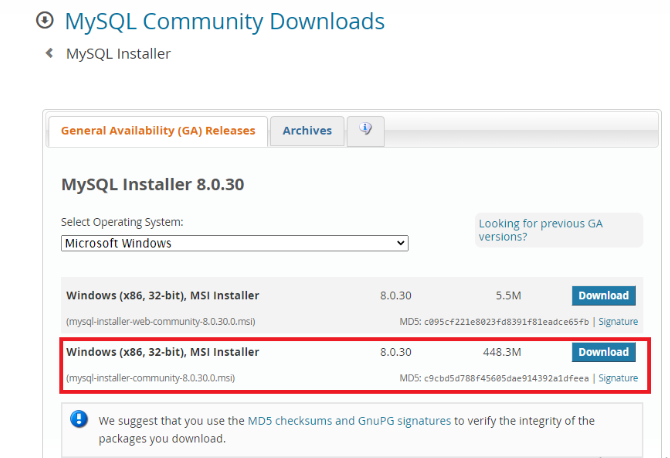 MySQL Community Downloads
MySQL Installer
General Availability (GA) Releases Archives
MySQL Installer 8.0.30
Select Operating System:
Looking for previous GA
versions?
Microsoft Windows
Windows (x86, 32-bit), MSI Installer 8.0.30 5.5M Download
(mysql-installer-web-community-8.0.30.0.msi) MD5: c095cf221e8023fd8391f81eadce65fb | Signature
Windows (x86, 32-bit), MSI Installer 8.0.30 448.3M Download
(mysql-installer-community-8.0.30.0.msi) MD5: c9cbd5d788f45605dae914392a1dfeea | Signature
We suggest that you use the MD5 checksums and GnuPG signatures to verify the integrity of the
packages you download.